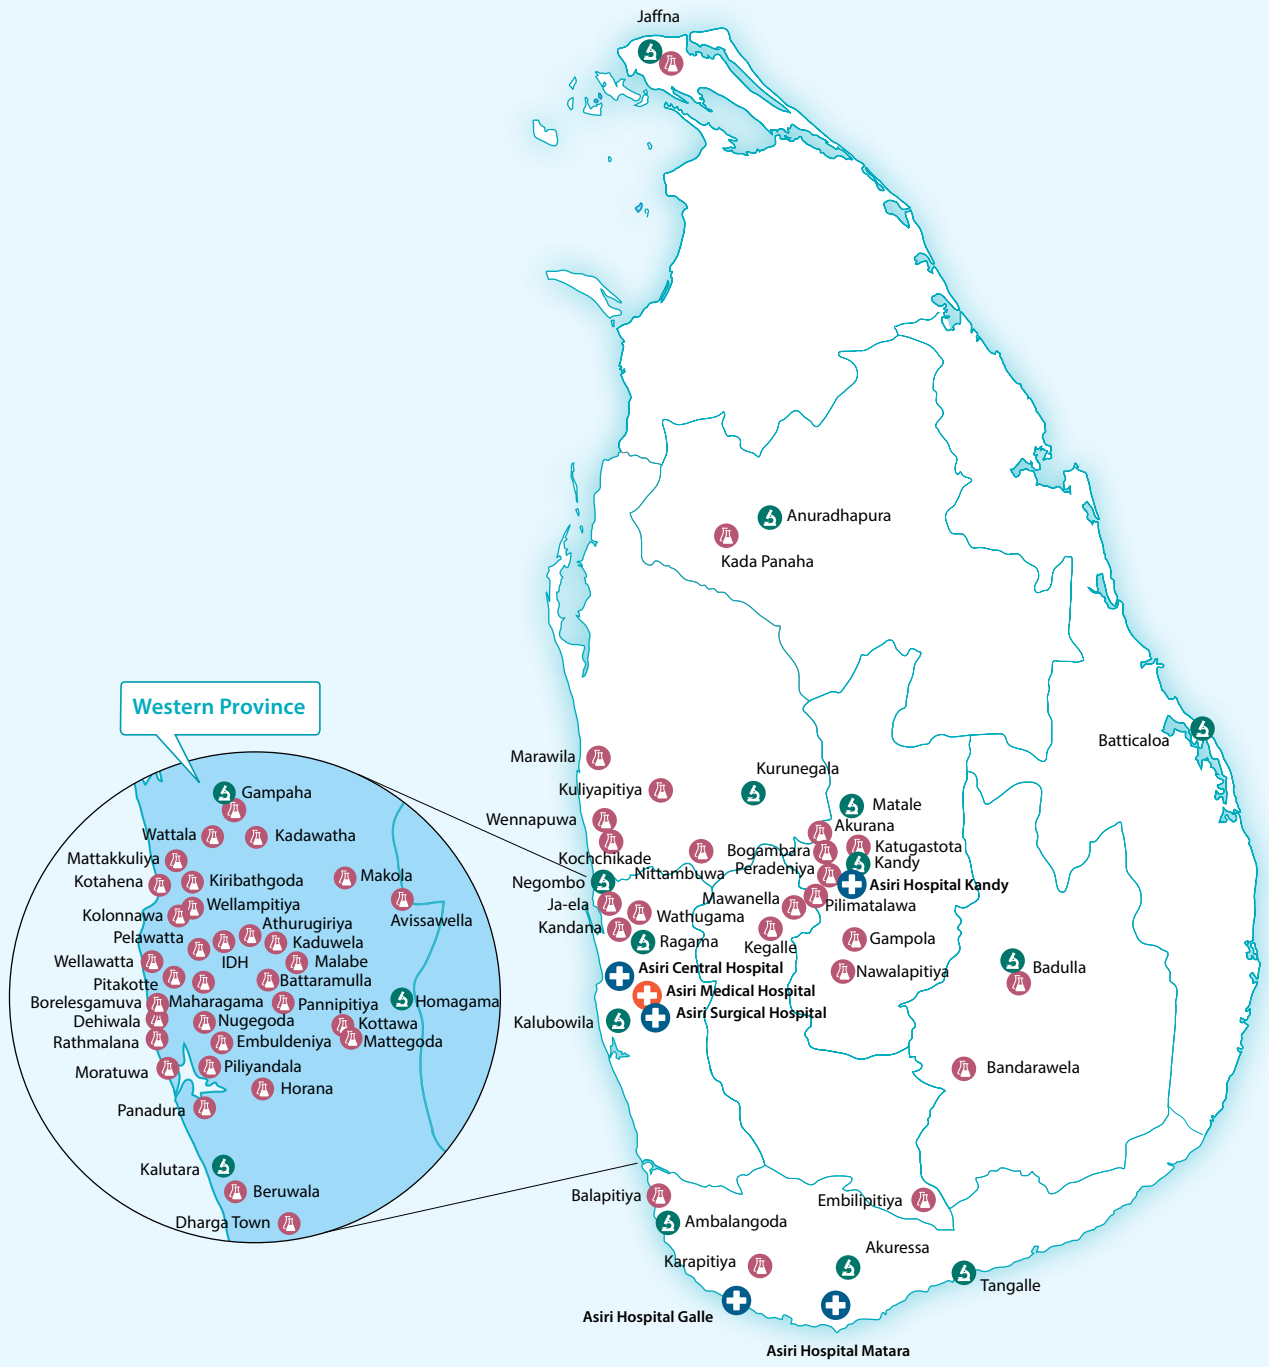 Jaffna
Anuradhapura
Kada Panaha
Western Province
Batticaloa
Marawila
Kurunegala
Kuliyapitiya
Matale
Wennapuwa
Akurana
Kochchikade
Bogambara
Katugastota
Nittambuwa
Peradeniya
Kandy
Negombo
Asiri Hospital Kandy
Ja-ela
Mawanella
Pilimatalawa
Wathugama
Kandana
Ragama
Kegalle
Gampola
Asiri Central Hospital
Nawalapitiya
Badulla
Asiri Medical Hospital
Asiri Surgical Hospital
Kalubowila
Bandarawela
Gampaha
Wattala
Kadawatha
Mattakkuliya
Kotahena
Kiribathgoda
Makola
Kolonnawa
Wellampitiya
Avissawella
Athurugiriya
Pelawatta
Kaduwela
IDH
Wellawatta
Malabe
Pitakotte
Battaramulla
Borelesgamuva
Maharagama
Pannipitiya
Homagama
Dehiwala
Nugegoda
Kottawa
Rathmalana
Embuldeniya
Mattegoda
Moratuwa
Piliyandala
Horana
Panadura
Kalutara
Beruwala
Dharga Town
Balapitiya
Embilipitiya
Ambalangoda
Karapitiya
Akuressa
Tangalle
Asiri Hospital Galle
Asiri Hospital Matara